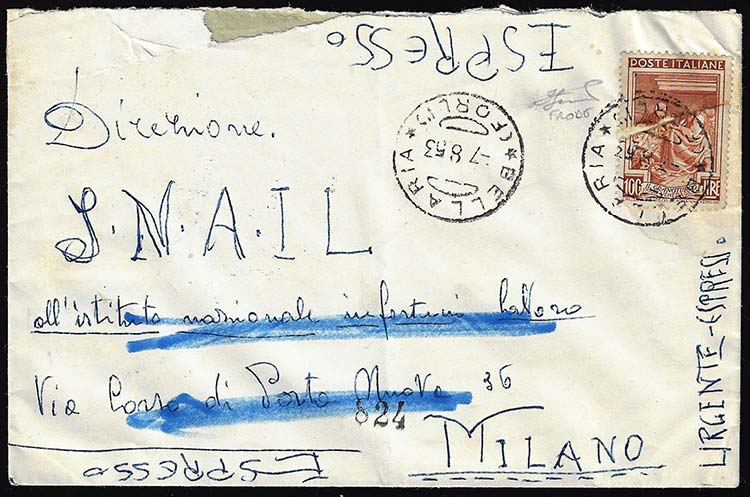 ESPRESSO
POSTE ITALIANE
100 LIRE
BELLARIA * (FORLI) *
-7 8 53
FRODO
Direzione.
I.N.A.I.L
all'istituto nazionale infortuni lavoro
Via Corso di Porta Nuova 36
824
MILANO
ESPRESSO
URGENTE-ESPRESSO